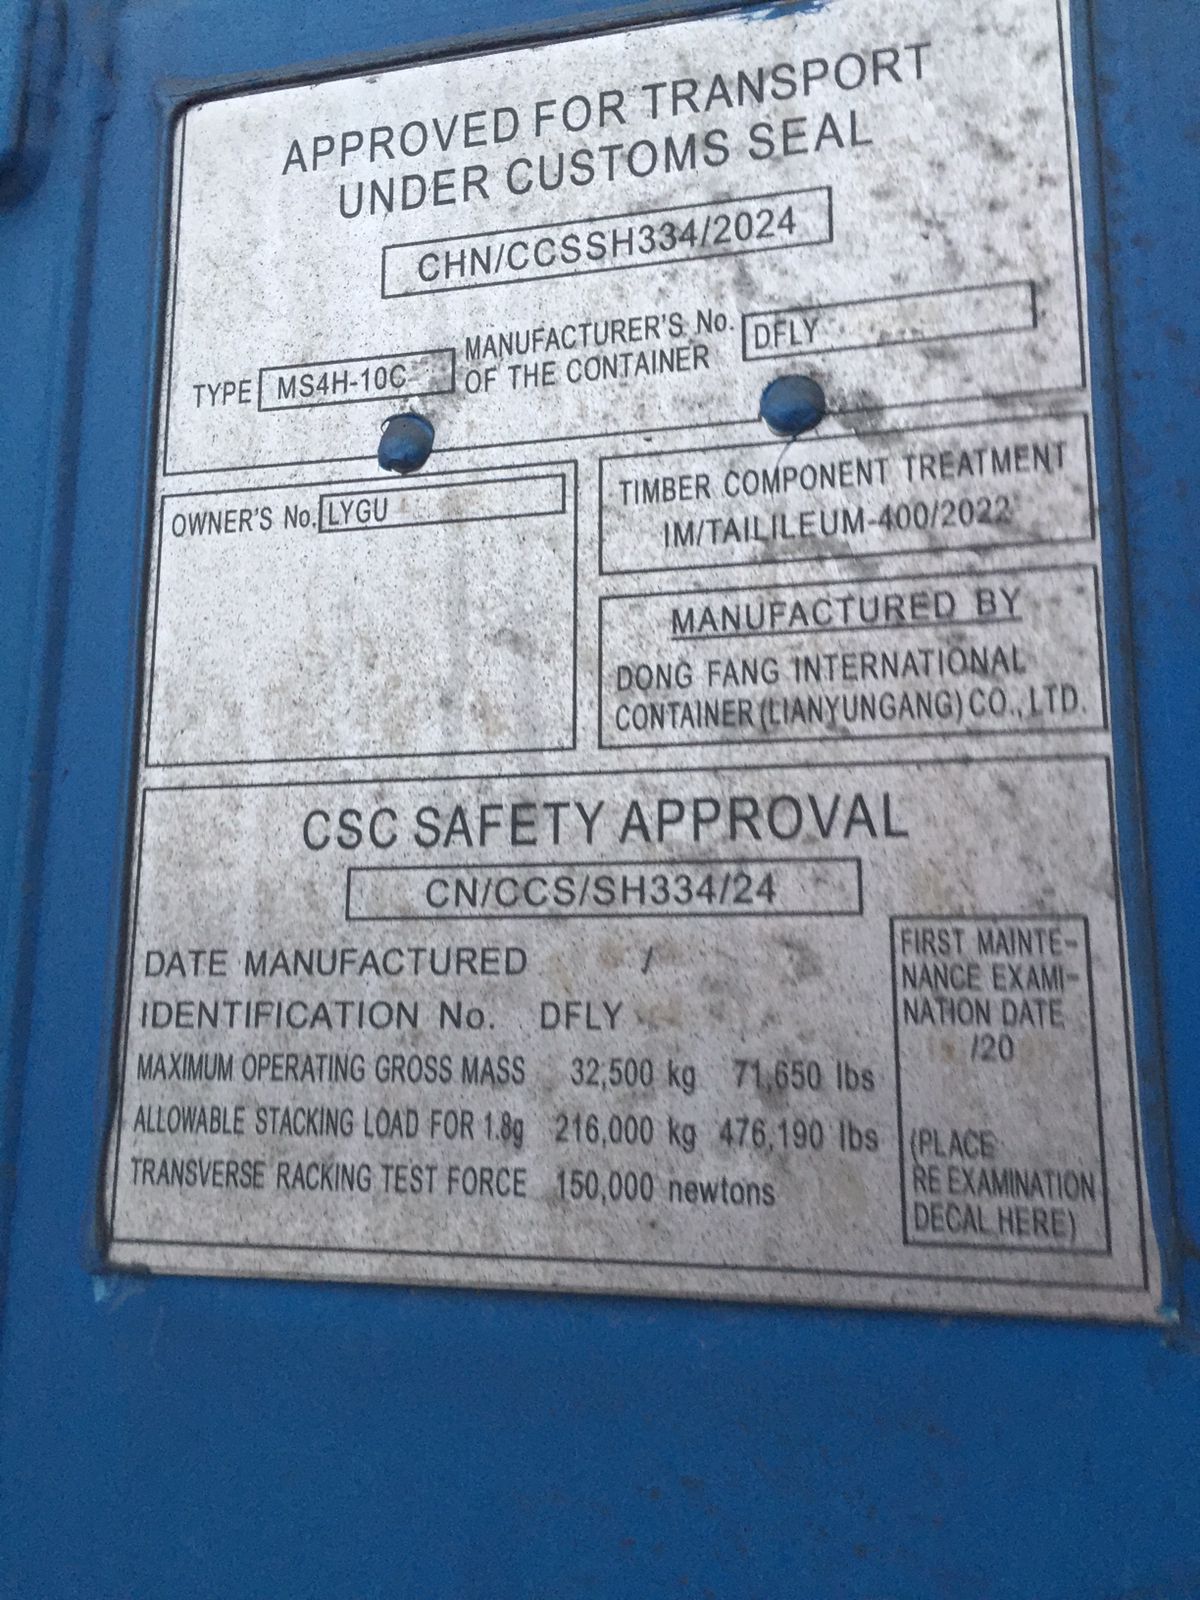 APPROVED FOR TRANSPORT
UNDER CUSTOMS SEAL
CHN/CCSSH334/2024
TYPE MS4H-10C
MANUFACTURER'S No.
OF THE CONTAINER
DFLY
OWNER'S No. LYGU
TIMBER COMPONENT TREATMENT
IM/TAILILEUM-400/2022
MANUFACTURED BY
DONG FANG INTERNATIONAL
CONTAINER (LIANYUNGANG) CO., LTD.
CSC SAFETY APPROVAL
CN/CCS/SH334/24
DATE MANUFACTURED /
IDENTIFICATION No. DFLY
MAXIMUM OPERATING GROSS MASS 32,500 kg 71,650 lbs
ALLOWABLE STACKING LOAD FOR 1.8g 216,000 kg 476,190 lbs
TRANSVERSE RACKING TEST FORCE 150,000 newtons
FIRST MAINTE-
NANCE EXAMI-
NATION DATE
/20
(PLACE
RE EXAMINATION
DECAL HERE)